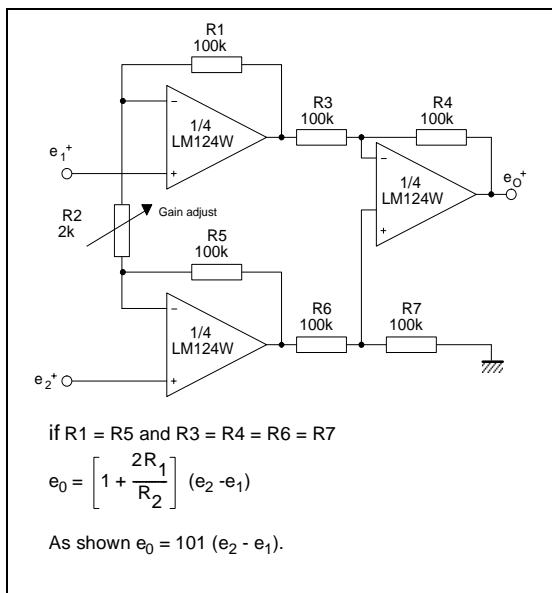 R1
100k
R3
100k
R4
100k
1/4
LM124W
e1+
1/4
LM124W
eO+
R2
2k
Gain adjust
R5
100k
R6
100k
R7
100k
1/4
LM124W
e2+
if R1 = R5 and R3 = R4 = R6 = R7
e0 = [1 + 2R1/R2] (e2 -e1)
As shown e0 = 101 (e2 - e1).